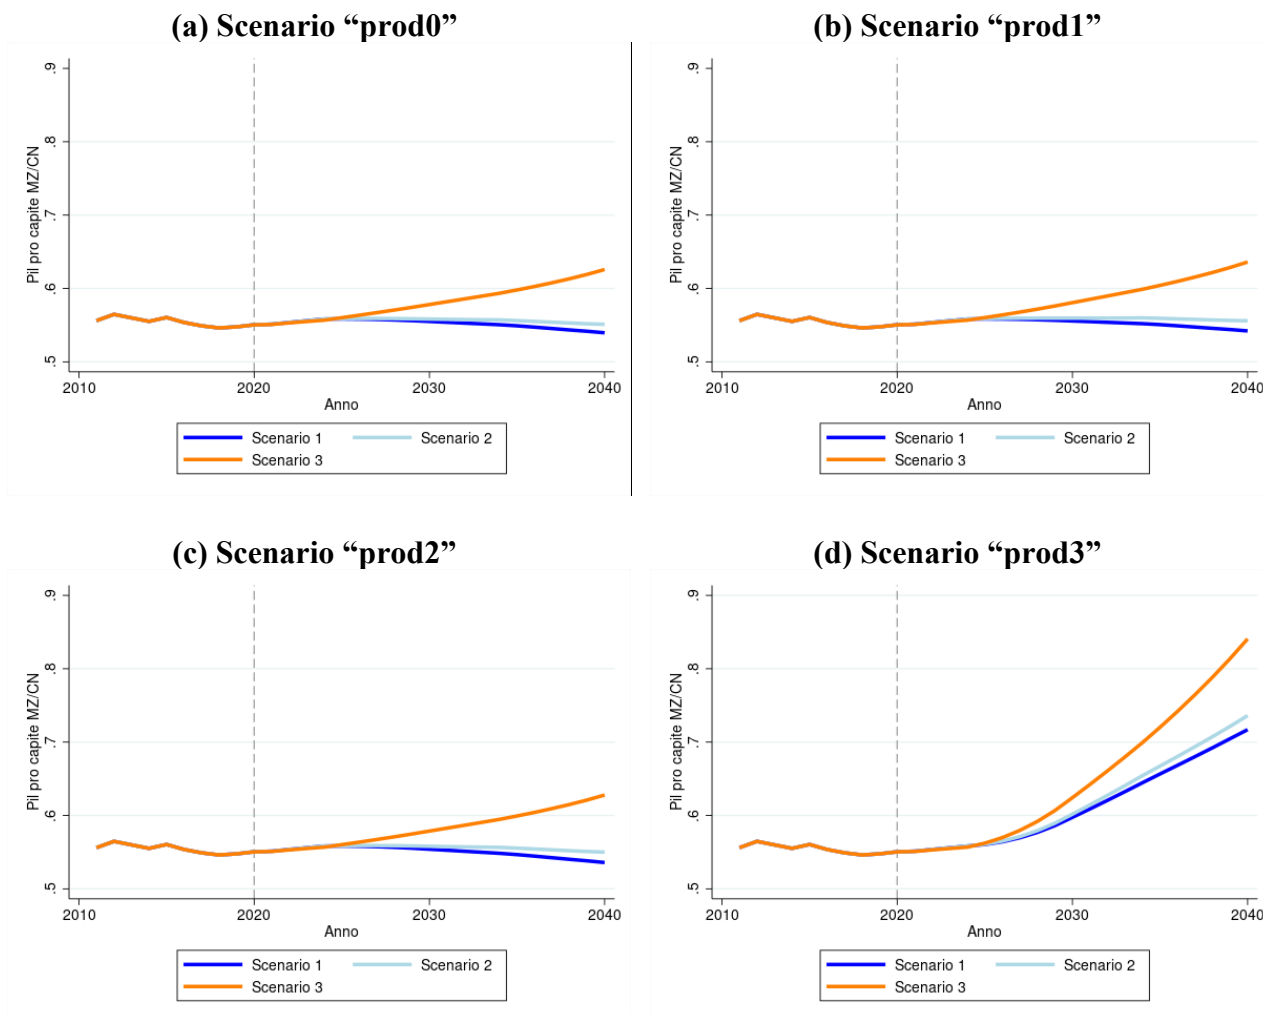 (a) Scenario “prod0”
Pil pro capite MZ/CN
.9
.8
.7
.6
.5
2010 2020 2030 2040
Anno
Scenario 1 Scenario 2
Scenario 3
(b) Scenario “prod1”
Pil pro capite MZ/CN
.9
.8
.7
.6
.5
2010 2020 2030 2040
Anno
Scenario 1 Scenario 2
Scenario 3
(c) Scenario “prod2”
Pil pro capite MZ/CN
.9
.8
.7
.6
.5
2010 2020 2030 2040
Anno
Scenario 1 Scenario 2
Scenario 3
(d) Scenario “prod3”
Pil pro capite MZ/CN
.9
.8
.7
.6
.5
2010 2020 2030 2040
Anno
Scenario 1 Scenario 2
Scenario 3